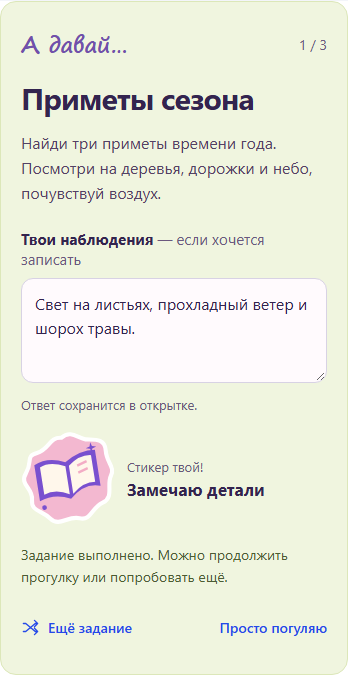 А давай...
1 / 3
Приметы сезона
Найди три приметы времени года.
Посмотри на деревья, дорожки и небо,
почувствуй воздух.
Твои наблюдения — если хочется
записать
Свет на листьях, прохладный ветер и
шорох травы.
Ответ сохранится в открытке.
Стикер твой!
Замечаю детали
Задание выполнено. Можно продолжить
прогулку или попробовать ещё.
Ещё задание
Просто погуляю